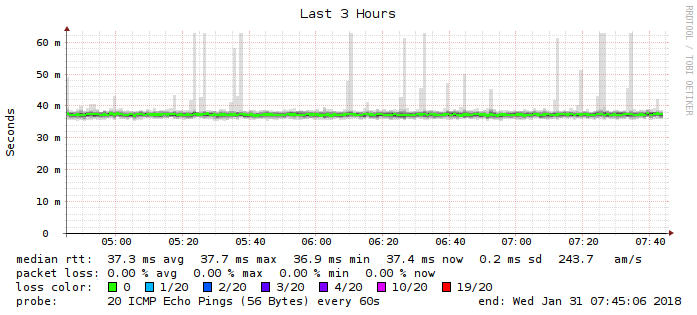 Last 3 Hours
RRDTOOL / TOBI OETIKER
Seconds
60 m
50 m
40 m
30 m
20 m
10 m
0
05:00 05:20 05:40 06:00 06:20 06:40 07:00 07:20 07:40
median rtt: 37.3 ms avg 37.7 ms max 36.9 ms min 37.4 ms now 0.2 ms sd 243.7 am/s
packet loss: 0.00 % avg 0.00 % max 0.00 % min 0.00 % now
loss color: 0 1/20 2/20 3/20 4/20 10/20 19/20
probe: 20 ICMP Echo Pings (56 Bytes) every 60s end: Wed Jan 31 07:45:06 2018